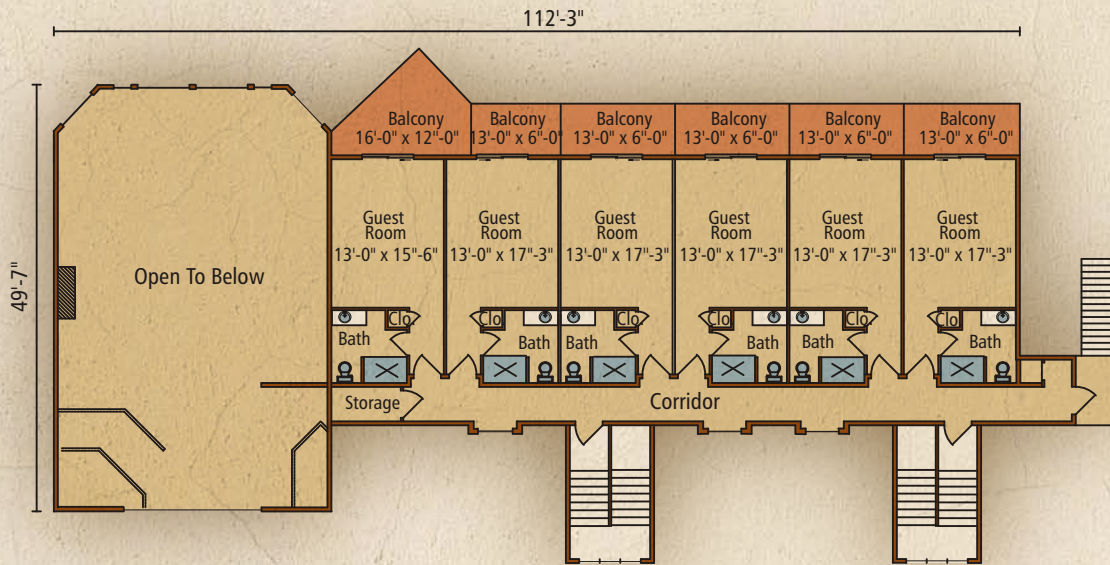 112'-3"
49'-7"
Balcony
16'-0" x 12"-0
Balcony
13'-0" x 6"-0
Balcony
13'-0" x 6"-0
Balcony
13'-0" x 6"-0
Balcony
13'-0" x 6"-0
Balcony
13'-0" x 6"-0
Guest
Room
13'-0" x 15"-6"
Guest
Room
13'-0" x 17"-3"
Guest
Room
13'-0" x 17"-3"
Guest
Room
13'-0" x 17"-3"
Guest
Room
13'-0" x 17"-3"
Guest
Room
13'-0" x 17"-3"
Open To Below
Clo
Clo
Clo
Clo
Clo
Clo
Bath
Bath
Bath
Bath
Bath
Bath
Storage
Corridor